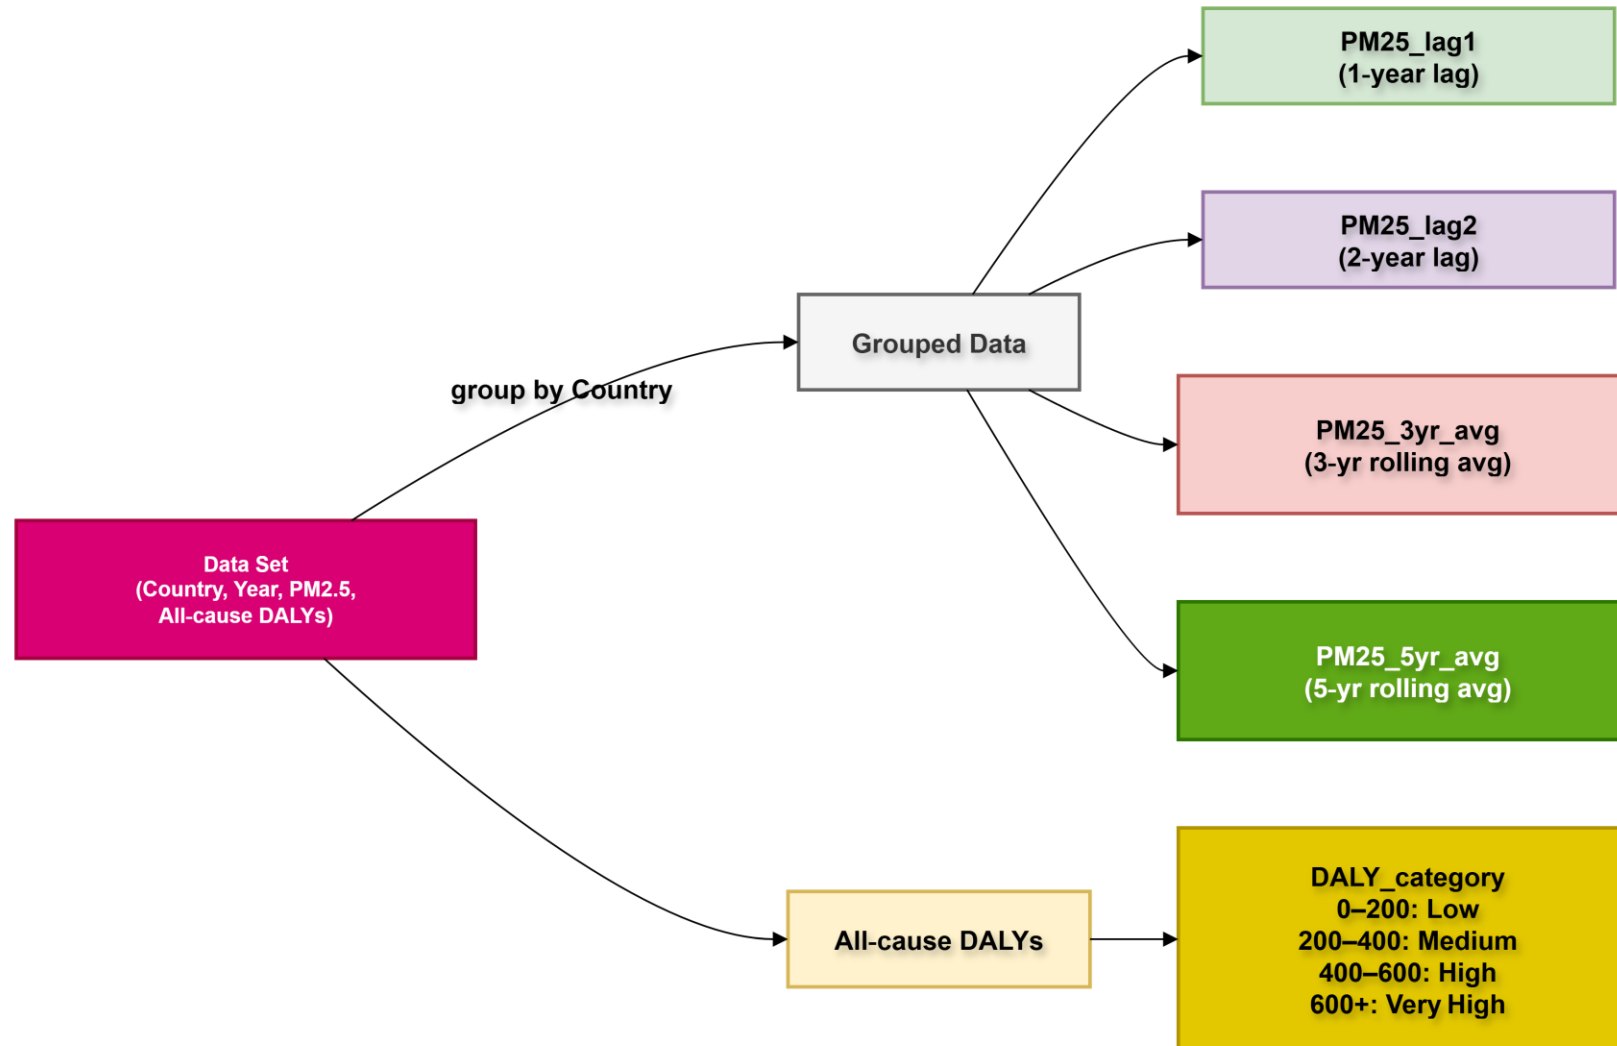 PM25_lag1
(1-year lag)
PM25_lag2
(2-year lag)
Grouped Data
group by Country
PM25_3yr_avg
(3-yr rolling avg)
Data Set
(Country, Year, PM2.5,
All-cause DALYs)
PM25_5yr_avg
(5-yr rolling avg)
All-cause DALYs
DALY_category
0–200: Low
200–400: Medium
400–600: High
600+: Very High